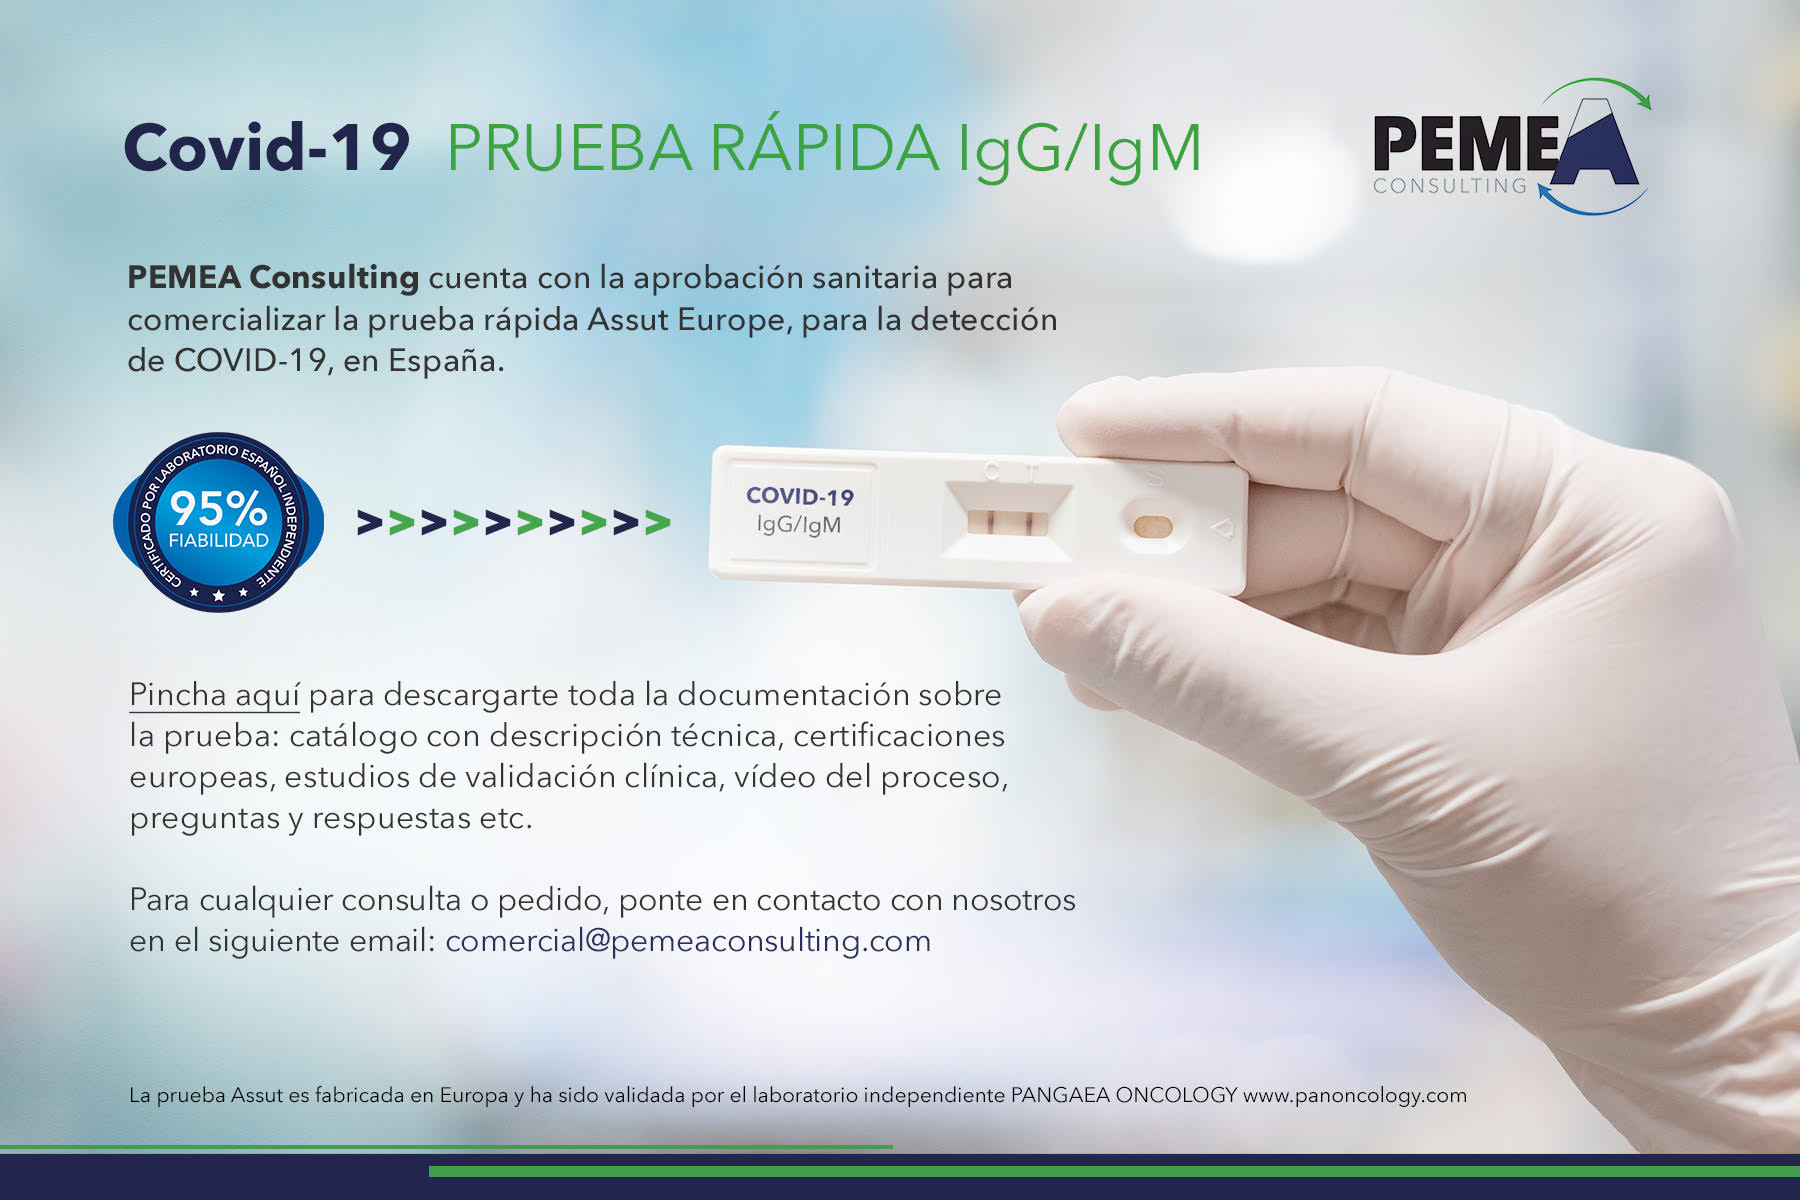 Covid-19 PRUEBA RÁPIDA IgG/IgM
PEMEA
CONSULTING
PEMEA Consulting cuenta con la aprobación sanitaria para
comercializar la prueba rápida Assut Europe, para la detección
de COVID-19, en España.
CERTIFICADO POR LABORATORIO ESPAÑOL INDEPENDIENTE
95%
FIABILIDAD
> > > > > > > > > >
COVID-19
IgG/IgM
C T
S
Pincha aquí para descargarte toda la documentación sobre
la prueba: catálogo con descripción técnica, certificaciones
europeas, estudios de validación clínica, vídeo del proceso,
preguntas y respuestas etc.
Para cualquier consulta o pedido, ponte en contacto con nosotros
en el siguiente email: comercial@pemeaconsulting.com
La prueba Assut es fabricada en Europa y ha sido validada por el laboratorio independiente PANGAEA ONCOLOGY www.panoncology.com